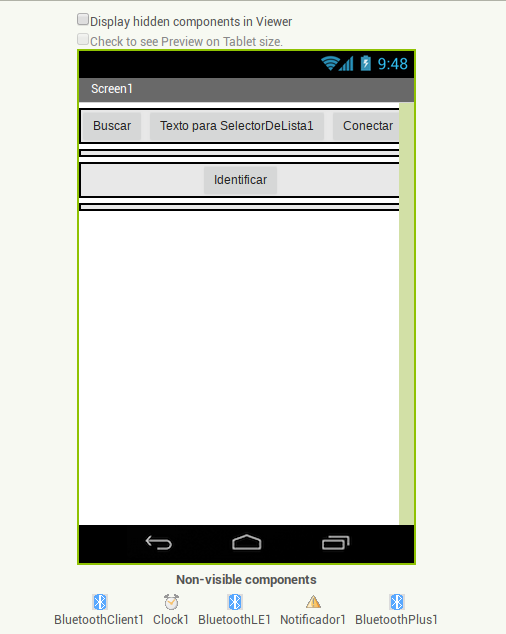 Display hidden components in Viewer
Check to see Preview on Tablet size.
9:48
Screen1
Buscar Texto para SelectorDeLista1 Conectar
Identificar
Non-visible components
BluetoothClient1 Clock1 BluetoothLE1 Notificador1 BluetoothPlus1